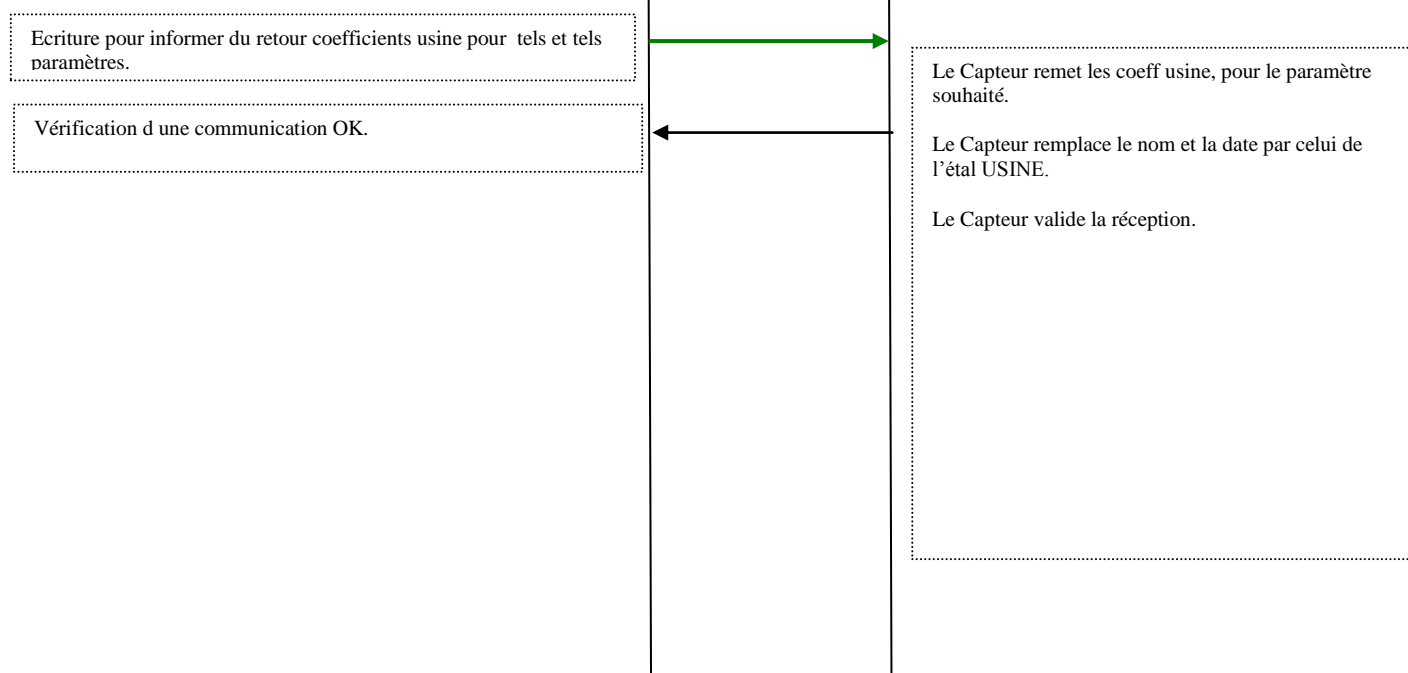 Ecriture pour informer du retour coefficients usine pour  tels et tels
paramètres.
Vérification d une communication OK.
Le Capteur remet les coeff usine, pour le paramètre
souhaité.
Le Capteur remplace le nom et la date par celui de
l’étal USINE.
Le Capteur valide la réception.